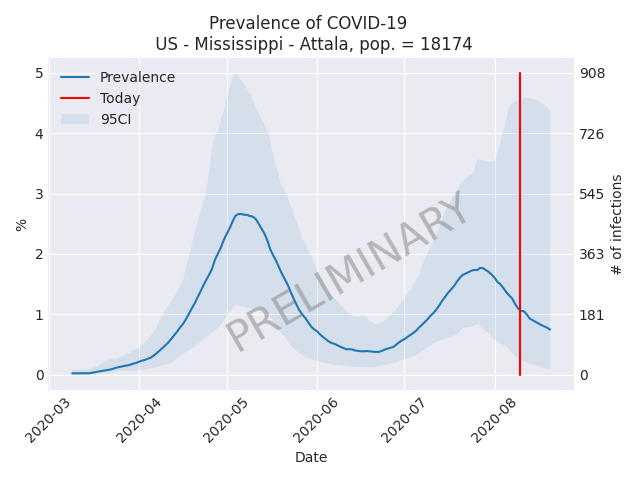 Prevalence of COVID-19
US - Mississippi - Attala, pop. = 18174
Prevalence
Today
95CI
PRELIMINARY
%
5
4
3
2
1
0
908
726
545
363
181
0
# of infections
2020-03
2020-04
2020-05
2020-06
2020-07
2020-08
Date